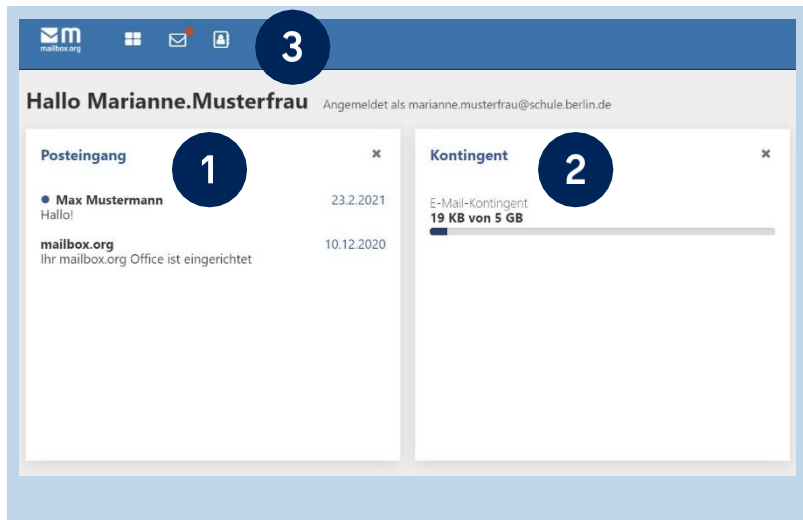 mailbox.org
3
Hallo Marianne.Musterfrau Angemeldet als marianne.musterfrau@schule.berlin.de
Posteingang
1
Max Mustermann 23.2.2021
Hallo!
mailbox.org 10.12.2020
Ihr mailbox.org Office ist eingerichtet
Kontingent
2
E-Mail-Kontingent
19 KB von 5 GB